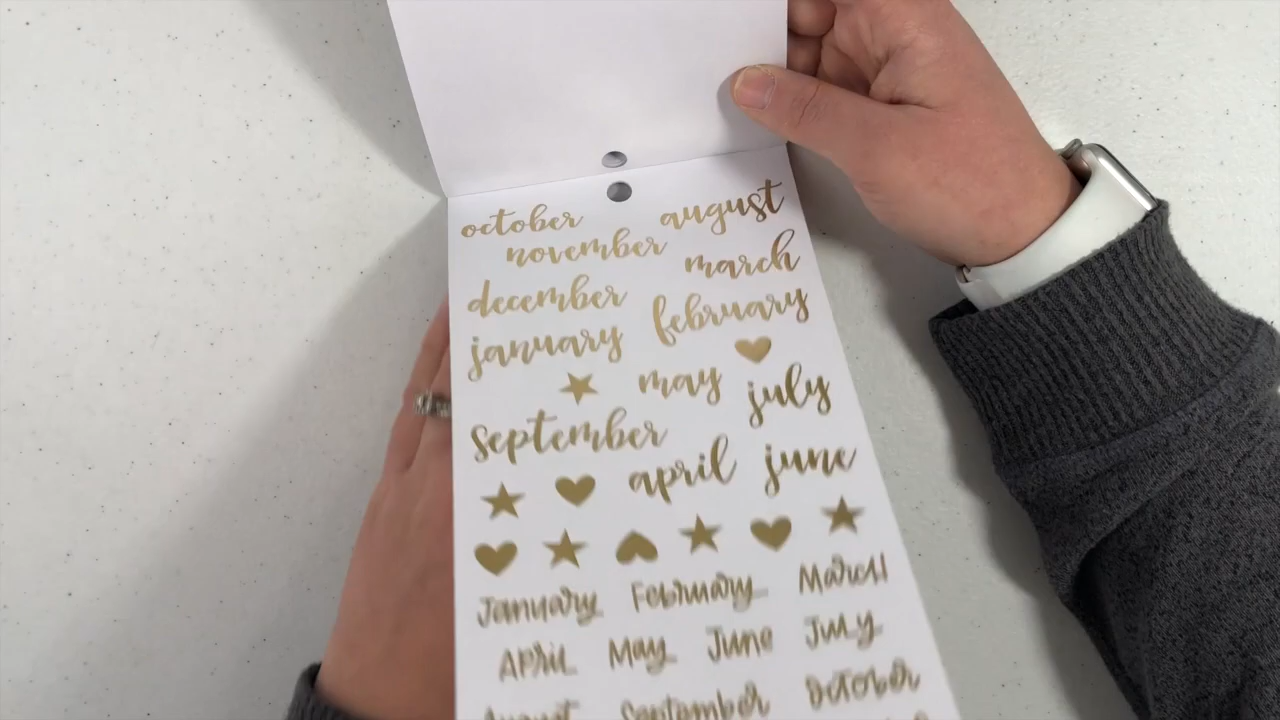 october august
november march
december february
january
may july
september
april june
January February March
April May June July
August September October